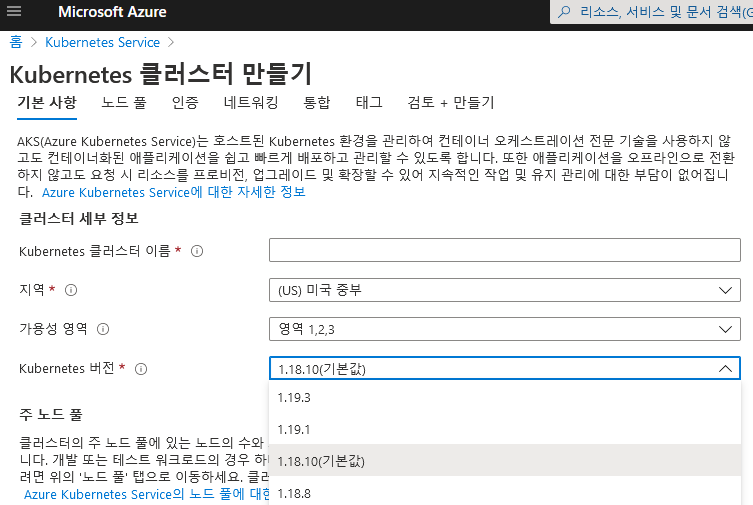 Microsoft Azure
리소스, 서비스 및 문서 검색(G
홈 > Kubernetes Service >
Kubernetes 클러스터 만들기
기본 사항 노드 풀 인증 네트워킹 통합 태그 검토 + 만들기
AKS(Azure Kubernetes Service)는 호스트된 Kubernetes 환경을 관리하여 컨테이너 오케스트레이션 전문 기술을 사용하지 않
고도 컨테이너화된 애플리케이션을 쉽고 빠르게 배포하고 관리할 수 있도록 합니다. 또한 애플리케이션을 오프라인으로 전환
하지 않고도 요청 시 리소스를 프로비전, 업그레이드 및 확장할 수 있어 지속적인 작업 및 유지 관리에 대한 부담이 없어집니
다. Azure Kubernetes Service에 대한 자세한 정보
클러스터 세부 정보
Kubernetes 클러스터 이름 *
지역 *
(US) 미국 중부
가용성 영역
영역 1,2,3
Kubernetes 버전 *
1.18.10(기본값)
1.19.3
1.19.1
1.18.10(기본값)
1.18.8
주 노드 풀
클러스터의 주 노드 풀에 있는 노드의 수와
니다. 개발 또는 테스트 워크로드의 경우 하
려면 위의 '노드 풀' 탭으로 이동하세요. 클
Azure Kubernetes Service의 노드 풀에 대한